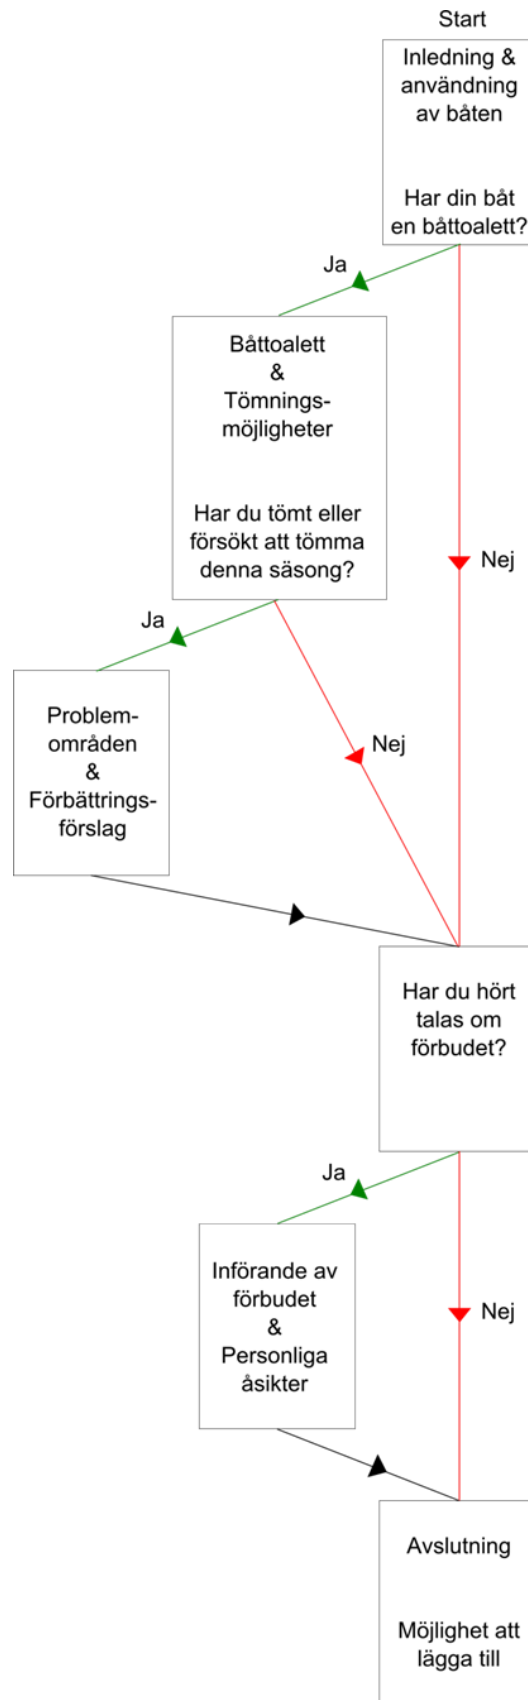 Start
Inledning &
användning
av båten
Har din båt
en båttoalett?
Ja
Båttoalett
&
Tömnings-
möjligheter
Har du tömt eller
försökt att tömma
denna säsong?
Nej
Ja
Problem-
områden
&
Förbättrings-
förslag
Nej
Har du hört
talas om
förbudet?
Ja
Införande av
förbudet
&
Personliga
åsikter
Nej
Avslutning
Möjlighet att
lägga till